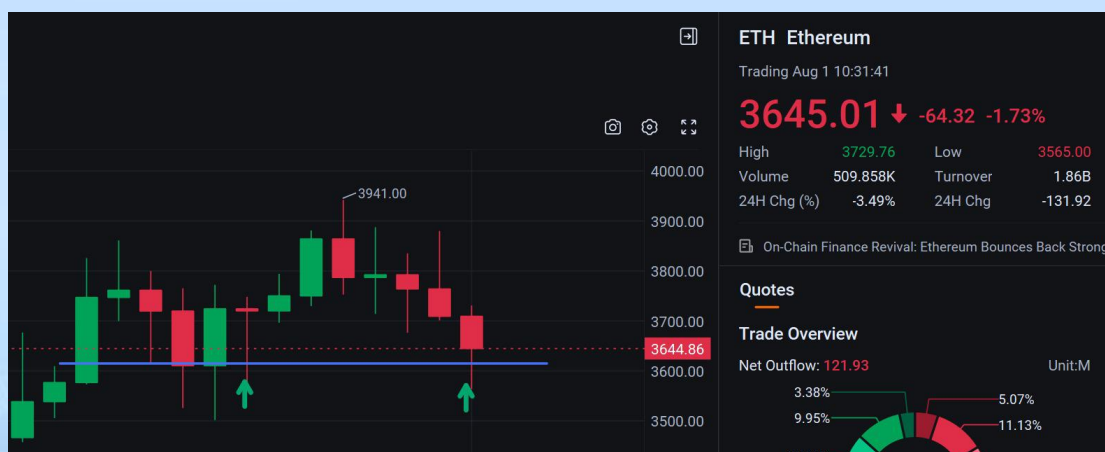 ETH Ethereum
Trading Aug 1 10:31:41
3645.01 -64.32 -1.73%
High 3729.76 Low 3565.00
Volume 509.858K Turnover 1.86B
24H Chg (%) -3.49% 24H Chg -131.92
On-Chain Finance Revival: Ethereum Bounces Back Strong
Quotes
Trade Overview
Net Outflow: 121.93 Unit:M
3.38% 5.07%
9.95% 11.13%
3941.00
4000.00
3900.00
3800.00
3700.00
3644.86
3600.00
3500.00